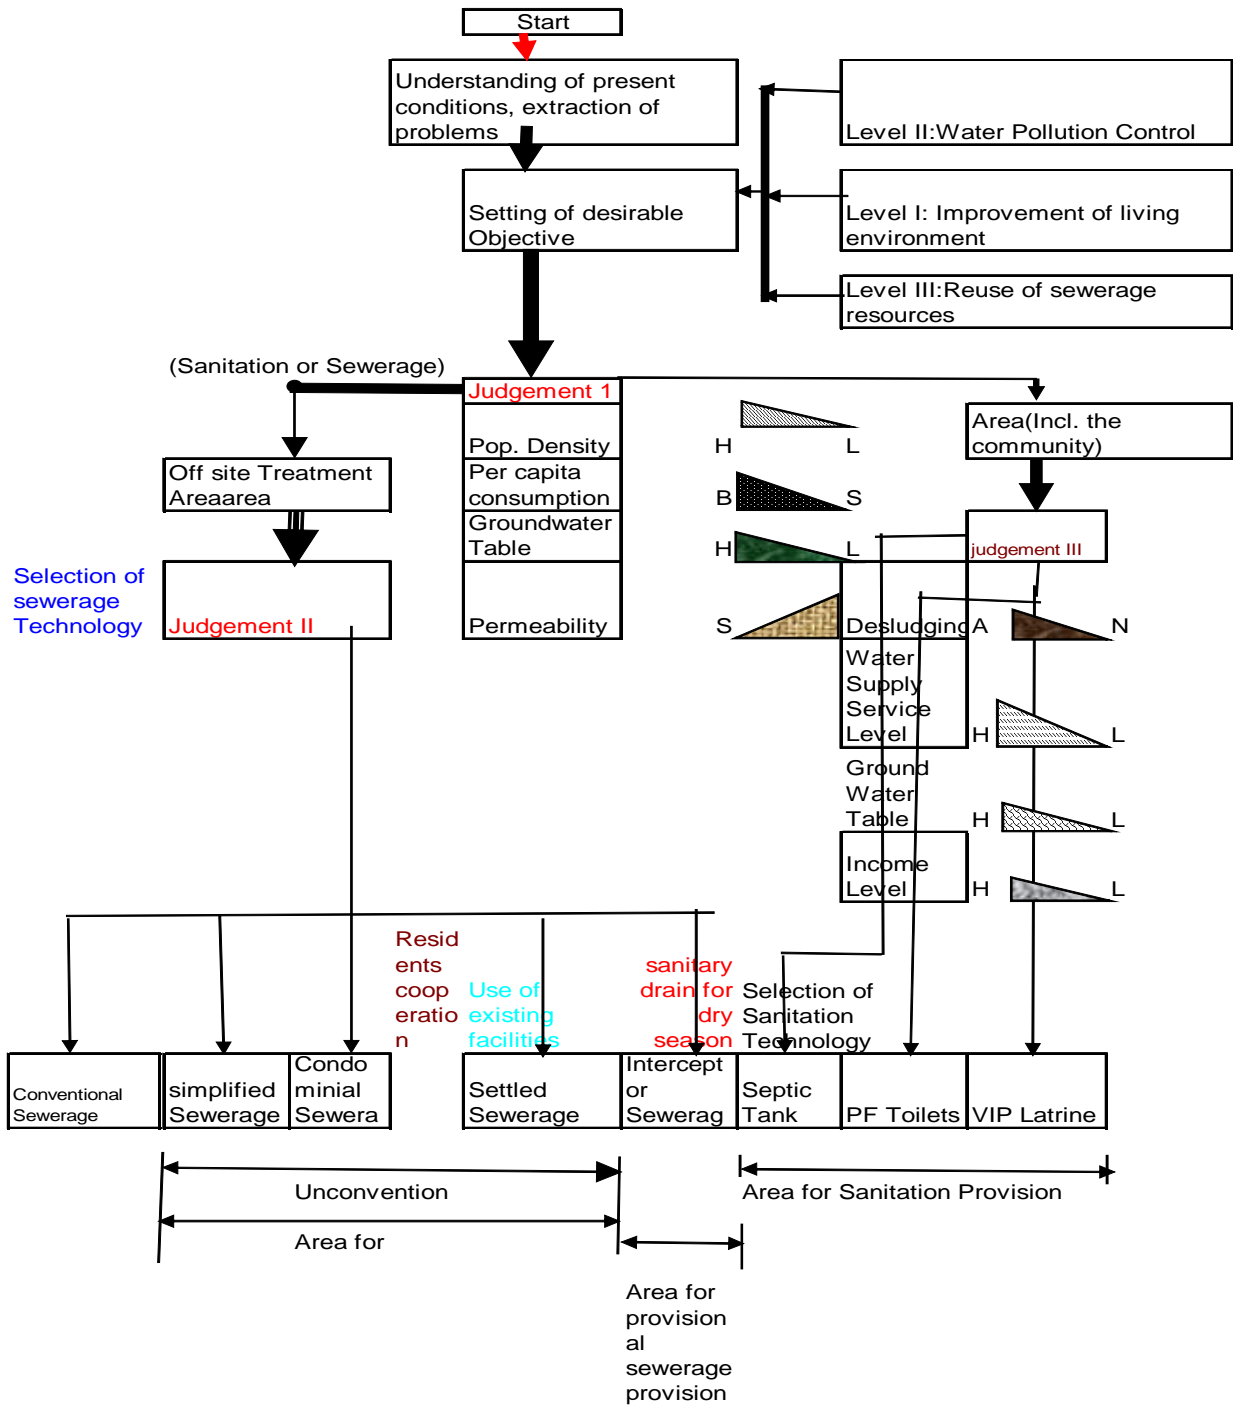 Start
Understanding of present
conditions, extraction of
problems
Level II:Water Pollution Control
Setting of desirable
Objective
Level I: Improvement of living
environment
Level III:Reuse of sewerage
resources
(Sanitation or Sewerage)
Judgement 1
Pop. Density
Per capita
consumption
Groundwater
Table
Permeability
H
L
B
S
H
L
S
Area(Incl. the
community)
judgement III
Off site Treatment
Areaarea
Selection of
sewerage
Technology
Judgement II
Desludging
A
N
Water
Supply
Service
Level
H
L
Ground
Water
Table
H
L
Income
Level
H
L
Resid
ents
coop
eratio
n
Use of
existing
facilities
sanitary
drain for
dry
season
Selection of
Sanitation
Technology
Conventional
Sewerage
simplified
Sewerage
Condo
minial
Sewera
Settled
Sewerage
Intercept
or
Sewerag
Septic
Tank
PF Toilets
VIP Latrine
Unconvention
Area for
Area for Sanitation Provision
Area for
provision
al
sewerage
provision